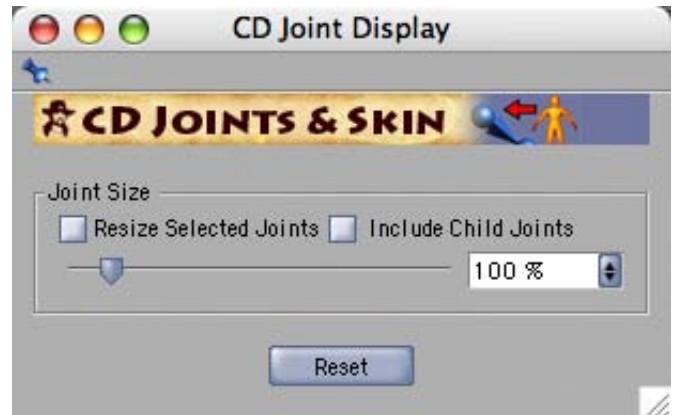 CD Joint Display
CD JOINTS & SKIN
Joint Size
Resize Selected Joints Include Child Joints
100 %
Reset